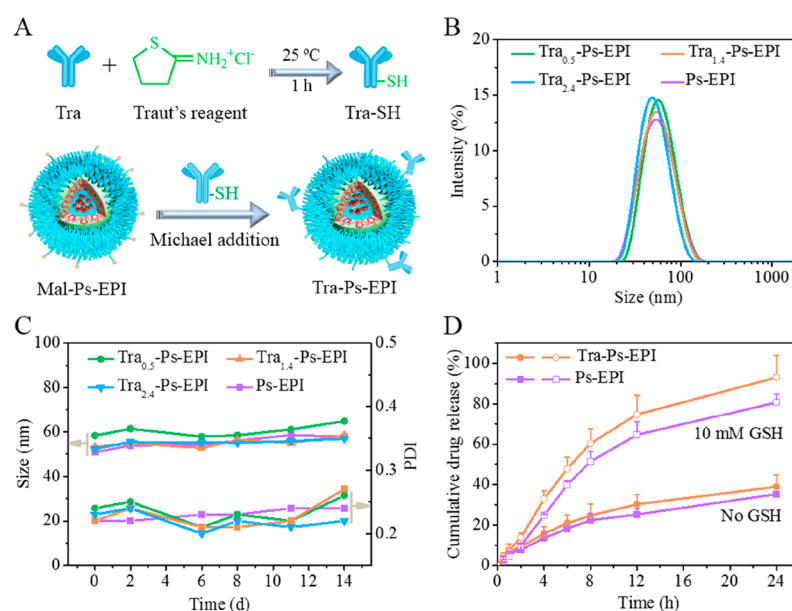 A
Tra
+
S
NH₂⁺Cl⁻
Traut's reagent
25 ºC
1 h
-SH
Tra-SH
Mal-Ps-EPI
-SH
Michael addition
Tra-Ps-EPI
B
Tra0.5-Ps-EPI Tra1.4-Ps-EPI
Tra2.4-Ps-EPI Ps-EPI
Intensity (%)
20
15
10
5
0
1 10 100 1000
Size (nm)
C
Tra0.5-Ps-EPI Tra1.4-Ps-EPI
Tra2.4-Ps-EPI Ps-EPI
Size (nm)
100
80
60
40
20
0
0 2 4 6 8 10 12 14
Time (d)
0.5
0.4
0.3
0.2
PDI
D
Tra-Ps-EPI
Ps-EPI
10 mM GSH
No GSH
Cumulative drug release (%)
100
80
60
40
20
0
0 4 8 12 16 20 24
Time (h)